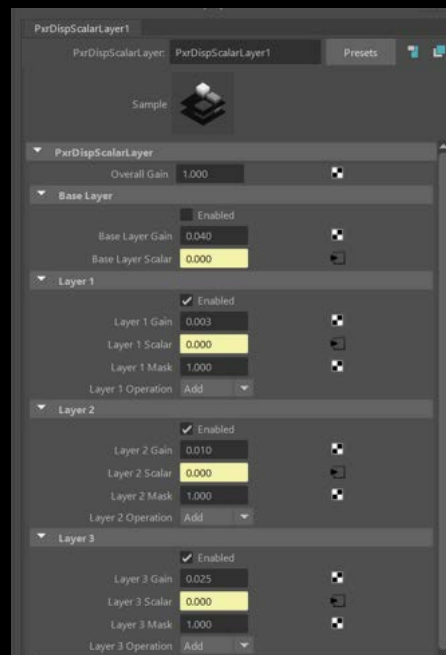 PxrDispScalarLayer1
PxrDispScalarLayer: PxrDispScalarLayer1 Presets
Sample
PxrDispScalarLayer
Overall Gain 1.000
Base Layer
Enabled
Base Layer Gain 0.040
Base Layer Scalar 0.000
Layer 1
Enabled
Layer 1 Gain 0.003
Layer 1 Scalar 0.000
Layer 1 Mask 1.000
Layer 1 Operation Add
Layer 2
Enabled
Layer 2 Gain 0.010
Layer 2 Scalar 0.000
Layer 2 Mask 1.000
Layer 2 Operation Add
Layer 3
Enabled
Layer 3 Gain 0.025
Layer 3 Scalar 0.000
Layer 3 Mask 1.000
Layer 3 Operation Add